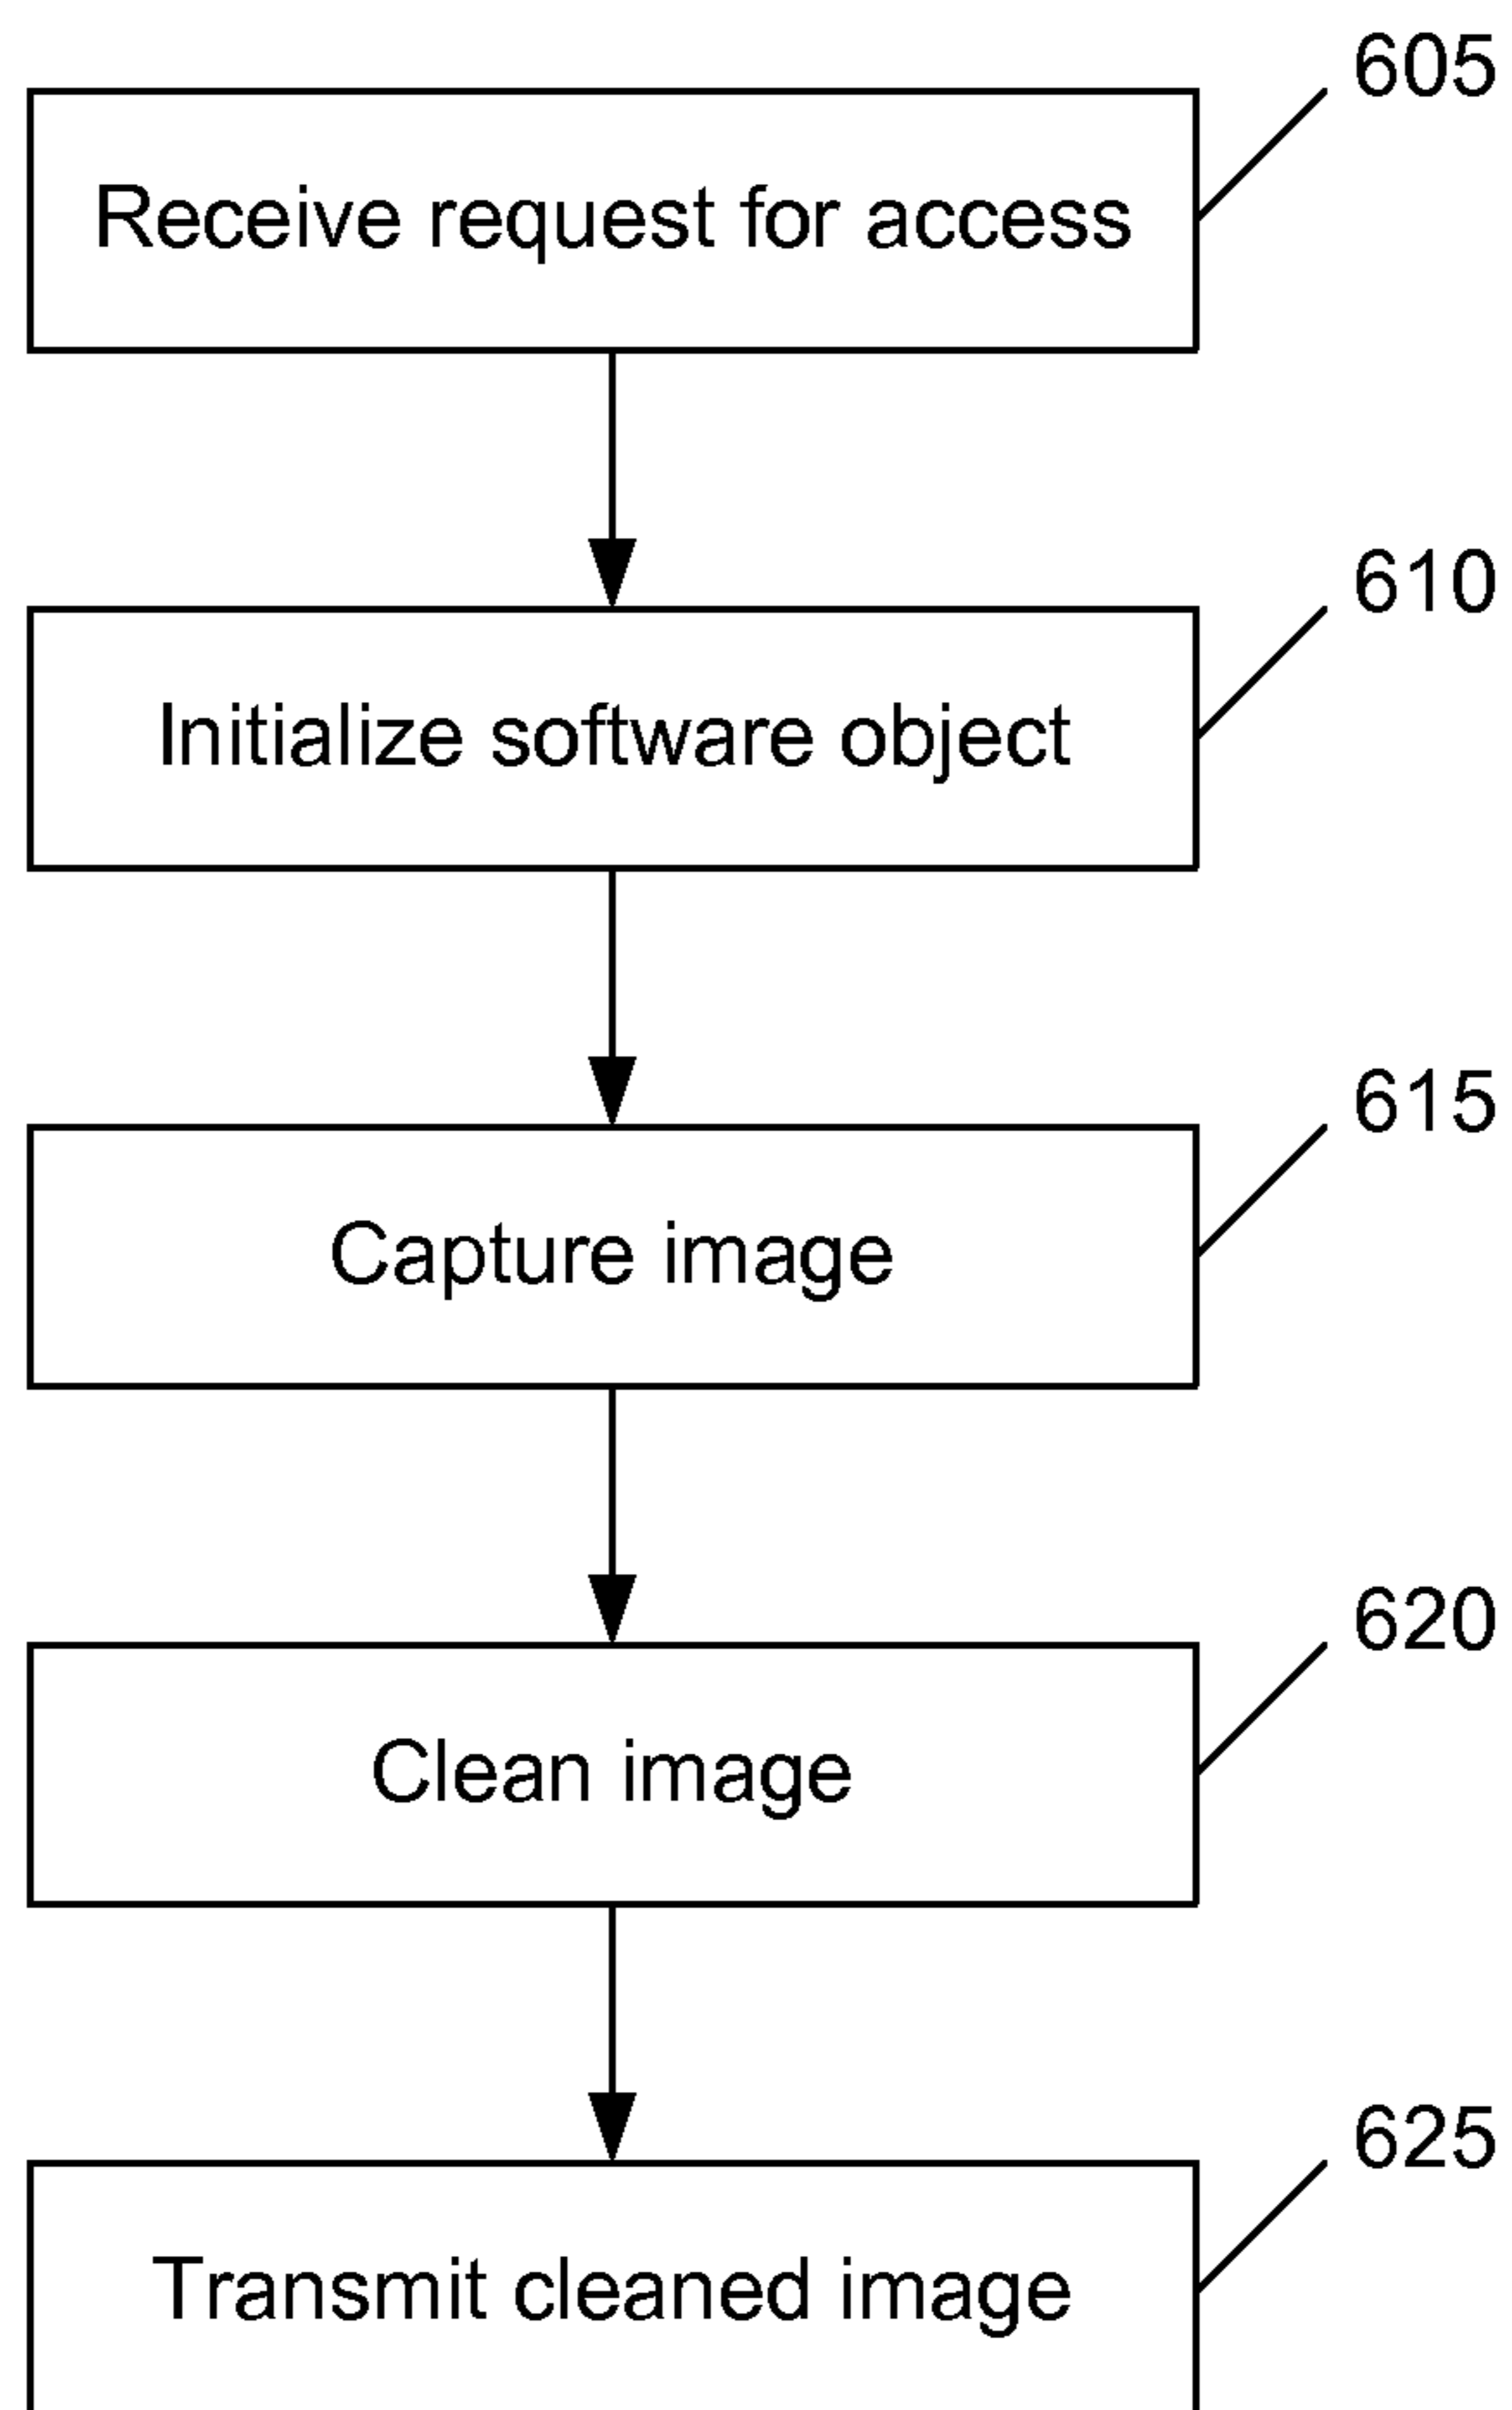 605
Receive request for access
610
Initialize software object
615
Capture image
620
Clean image
625
Transmit cleaned image